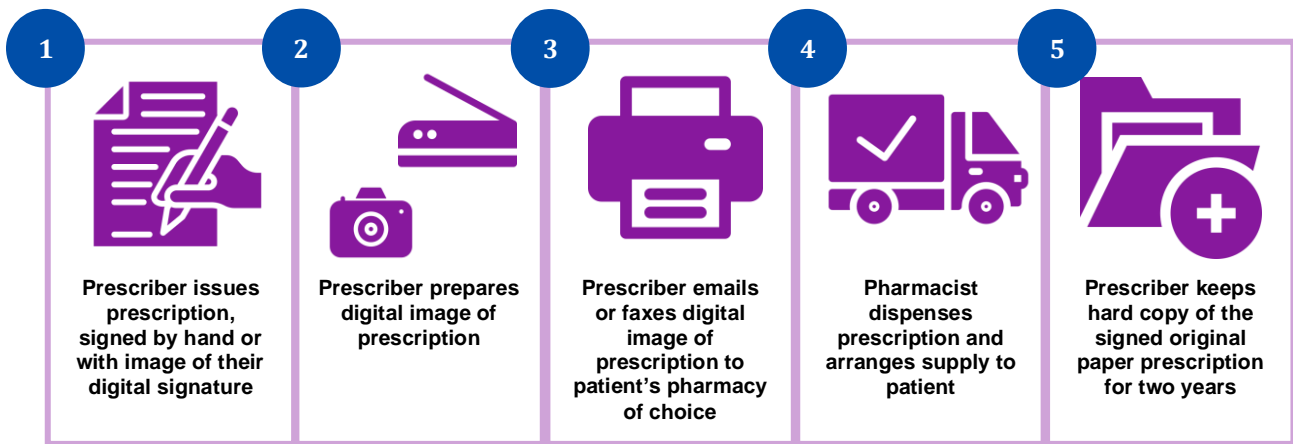 1
Prescriber issues
prescription,
signed by hand or
with image of their
digital signature
2
Prescriber prepares
digital image of
prescription
3
Prescriber emails
or faxes digital
image of
prescription to
patient’s pharmacy
of choice
4
Pharmacist
dispenses
prescription and
arranges supply to
patient
5
Prescriber keeps
hard copy of the
signed original
paper prescription
for two years